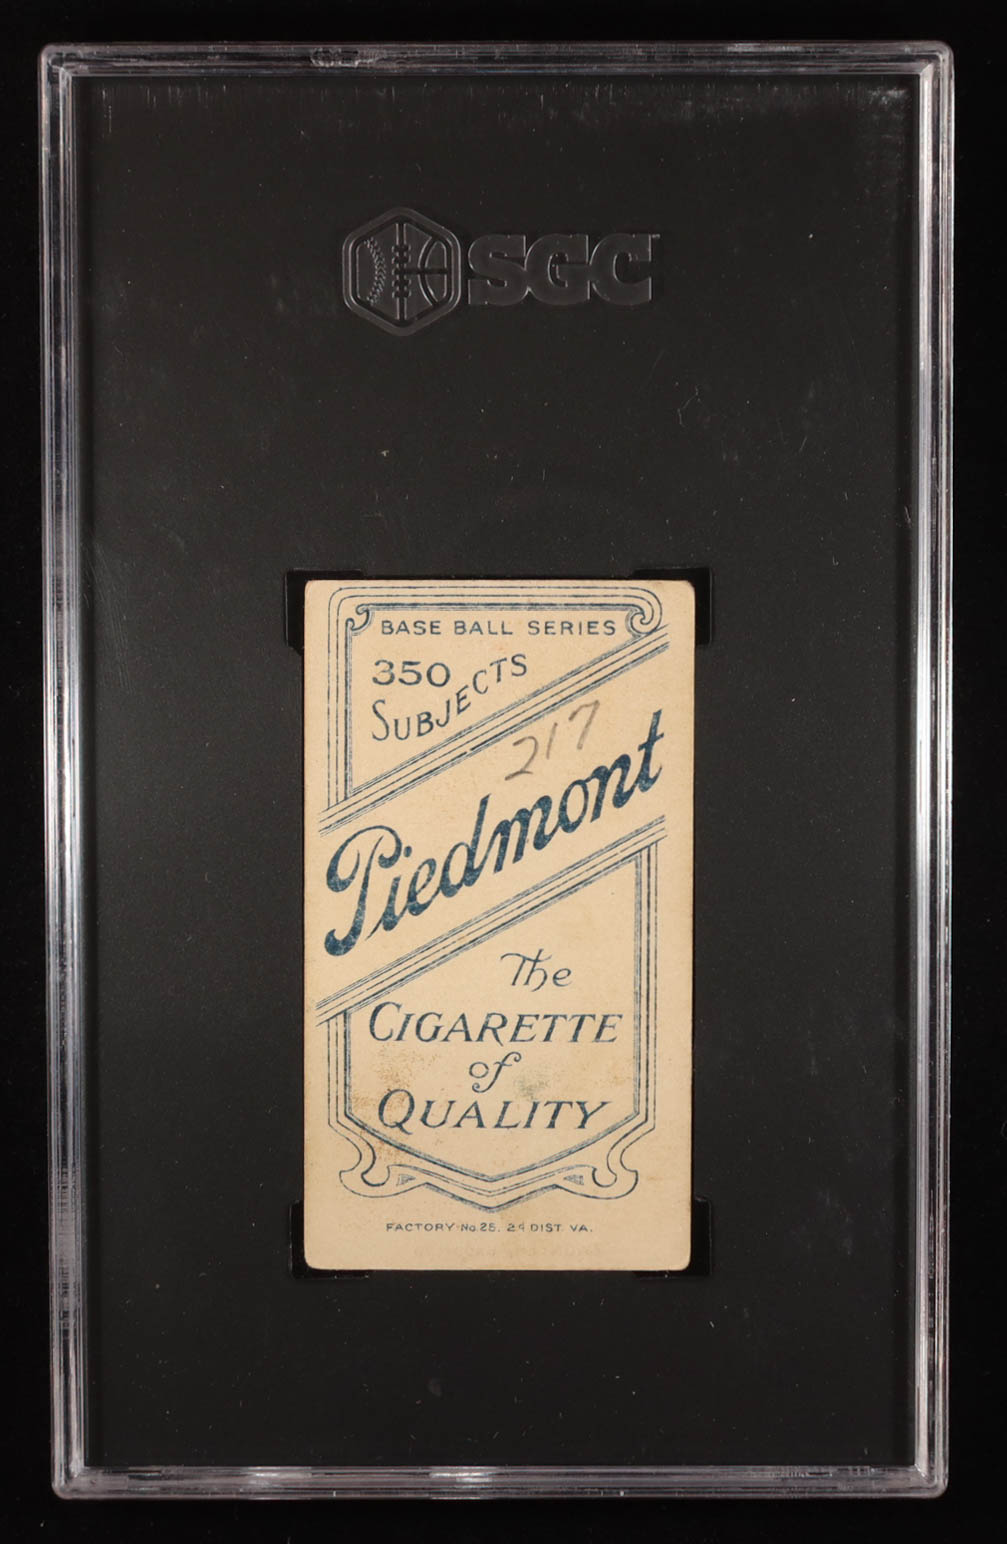 SGC
BASE BALL SERIES
350
SUBJECTS
217
Piedmont
The
CIGARETTE
of
QUALITY
FACTORY No. 25. 2d DIST. VA.